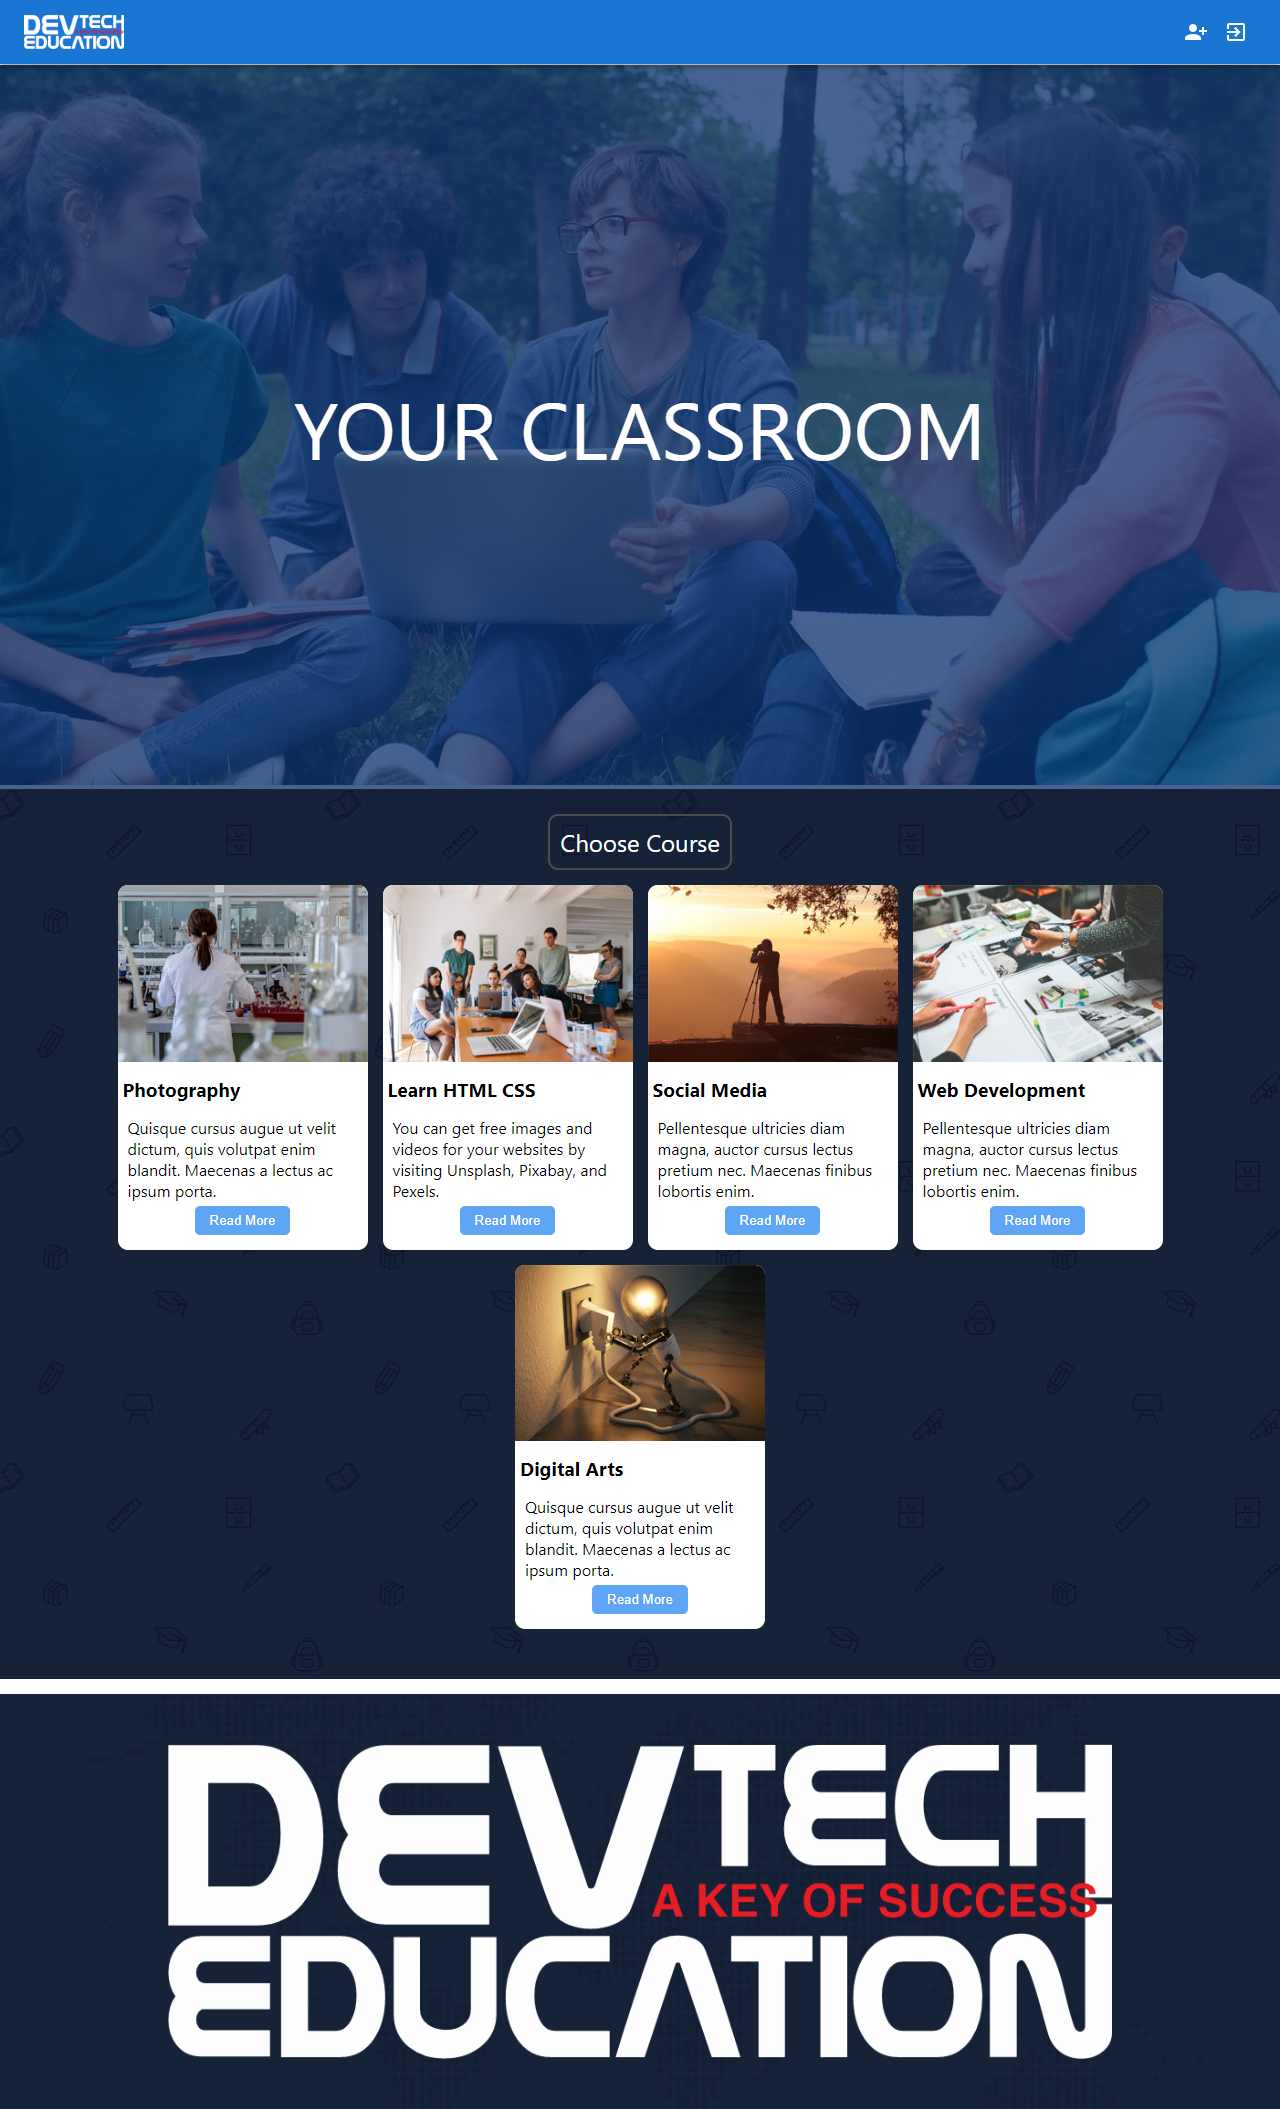 DEVTECH
EDUCATION
YOUR CLASSROOM
Choose Course
Photography
Quisque cursus augue ut velit
dictum, quis volutpat enim
blandit. Maecenas a lectus ac
ipsum porta.
Read More
Learn HTML CSS
You can get free images and
videos for your websites by
visiting Unsplash, Pixabay, and
Pexels.
Read More
Social Media
Pellentesque ultricies diam
magna, auctor cursus lectus
pretium nec. Maecenas finibus
lobortis enim.
Read More
Web Development
Pellentesque ultricies diam
magna, auctor cursus lectus
pretium nec. Maecenas finibus
lobortis enim.
Read More
Digital Arts
Quisque cursus augue ut velit
dictum, quis volutpat enim
blandit. Maecenas a lectus ac
ipsum porta.
Read More
DEVTECH
A KEY OF SUCCESS
EDUCATION